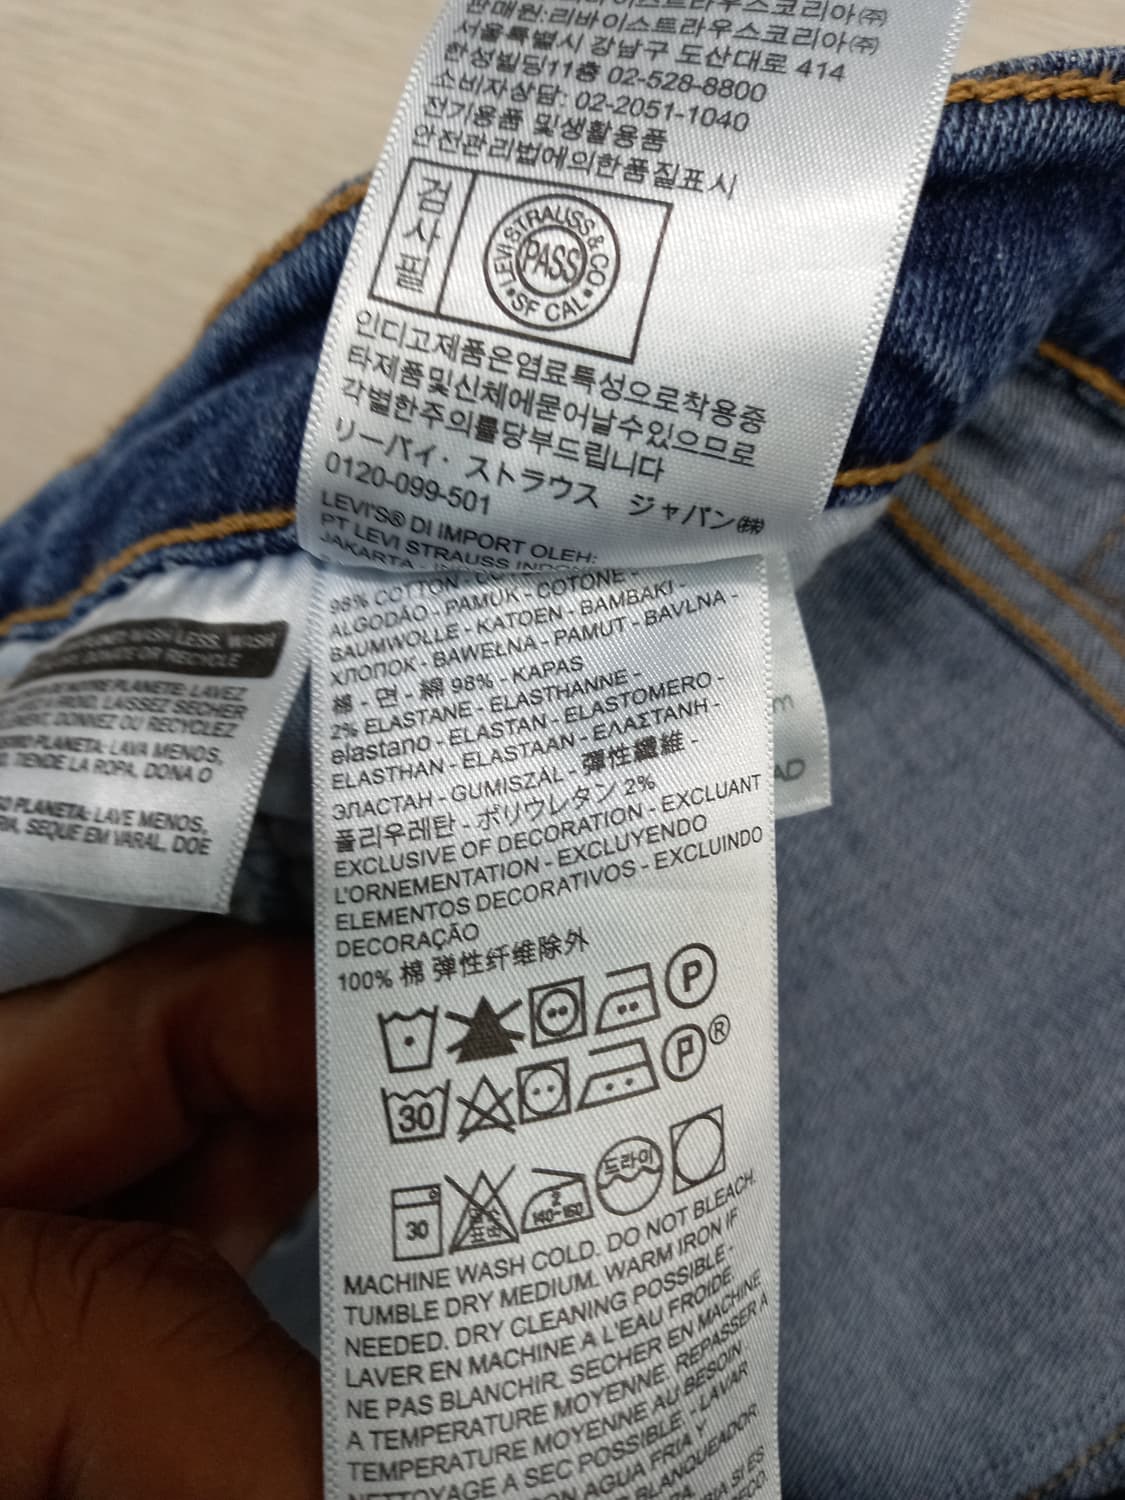 판매원:리바이스트라우스코리아㈜
서울특별시 강남구 도산대로 414
한성빌딩11층 02-528-8800
소비자상담: 02-2051-1040
전기용품 및생활용품
안전관리법에의한품질표시
검사필
LEVI STRAUSS & CO
PASS
SF CAL
인디고제품은염료특성으로착용중
타제품및신체에묻어날수있으므로
각별한주의를당부드립니다
リーバイ・ストラウス ジャパン㈱
0120-099-501
LEVI'S® DI IMPORT OLEH:
PT LEVI STRAUSS
JAKARTA -
WASH LESS, WASH
DONATE OR RECYCLE
PLANETE: LAVEZ
LAISSEZ SECHER
DONNEZ OU RECYCLEZ
PLANETA: LAVA MENOS,
TIENDE LA ROPA, DONA O
PLANETA: LAVE MENOS,
SEQUE EM VARAL, DOE
98% COTTON -
ALGODÃO - PAMUK - COTONE -
BAUMWOLLE - KATOEN - BAMBAKI -
ХЛОПОК - BAWEŁNA - PAMUT - BAVLNA -
棉 - 면 - 綿 98% - KAPAS
2% ELASTANE - ELASTHANNE -
elastano - ELASTAN - ELASTOMERO -
ELASTHAN - ELASTAAN - ΕΛΑΣΤΑΝΗ -
ЭЛАСТАН - GUMISZÁL - 彈性纖維 -
폴리우레탄 - ポリウレタン 2%
EXCLUSIVE OF DECORATION - EXCLUANT
L'ORNEMENTATION - EXCLUYENDO
ELEMENTOS DECORATIVOS - EXCLUINDO
DECORAÇÃO
100% 棉 弹性纤维除外
P
30 P ®
30 표백 2 140~160 드라이
MACHINE WASH COLD. DO NOT BLEACH.
TUMBLE DRY MEDIUM. WARM IRON IF
NEEDED. DRY CLEANING POSSIBLE -
LAVER EN MACHINE A L'EAU FROIDE.
NE PAS BLANCHIR. SECHER EN MACHINE
A TEMPERATURE MOYENNE. REPASSER A
TEMPERATURE MOYENNE AU BESOIN.
NETTOYAGE A SEC POSSIBLE - LAVAR
CON AGUA FRIA Y
BLANQUEADOR
SI ES